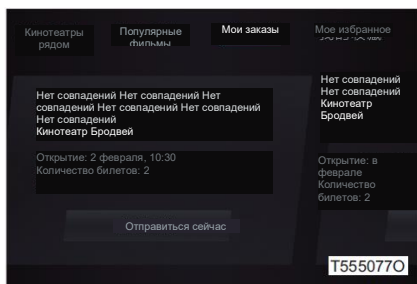 Кинотеатры рядом
Популярные фильмы
Мои заказы
Мое избранное
Нет совпадений Нет совпадений Нет
совпадений Нет совпадений Нет совпадений
Нет совпадений
Кинотеатр Бродвей
Открытие: 2 февраля, 10:30
Количество билетов: 2
Отправиться сейчас
Нет совпадений
Нет совпадений
Кинотеатр
Бродвей
Открытие: в
феврале
Количество
билетов: 2
T555077O